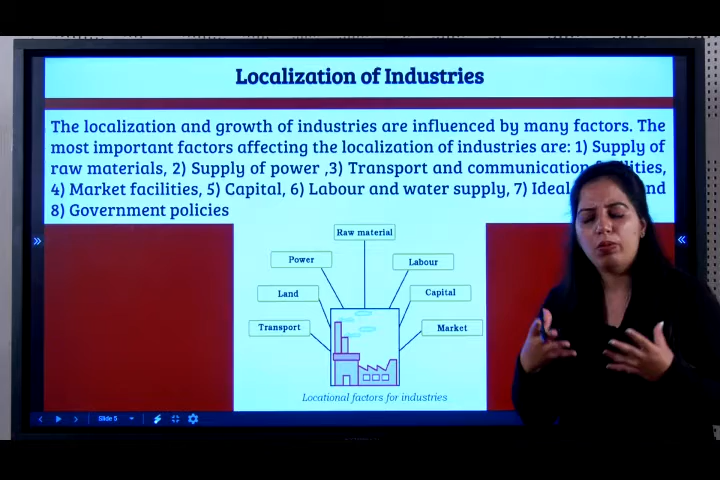 Localization of Industries
The localization and growth of industries are influenced by many factors. The
most important factors affecting the localization of industries are: 1) Supply of
raw materials, 2) Supply of power ,3) Transport and communication
4) Market facilities, 5) Capital, 6) Labour and water supply, 7) Ideal
8) Government policies
Raw material
Power
Labour
Land
Capital
Transport
Market
Locational factors for industries
Slide 5